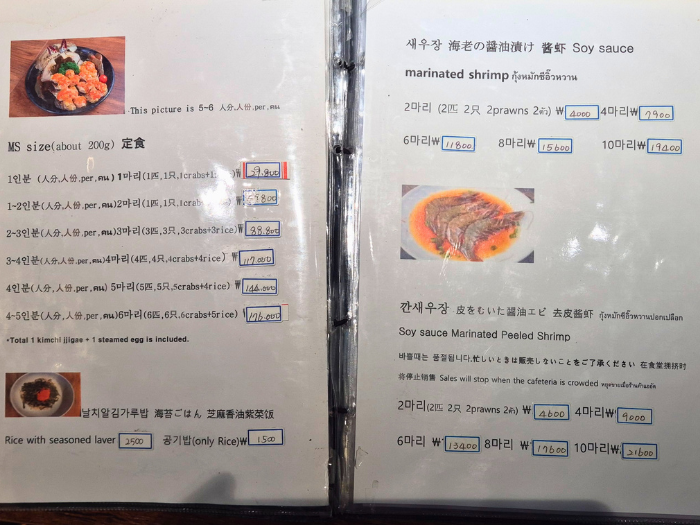 This picture is 5-6 人分,人份,per,คน
MS size(about 200g) 定食
1인분 (人分,人份,per,คน) 1마리(1匹,1只,1crabs+1 ₩ 29.800
1-2인분(人分,人份,per,คน)2마리(1匹,1只, ₩ 59.800
2-3인분(人分,人份,per,คน)3마리(3匹,3只,3crabs+3rice) ₩ 88.800
3-4인분(人分,人份,per,คน)4마리(4匹,4只,4crabs+4rice) ₩ 117.000
4인분(人分,人份,per,คน) 5마리(5匹,5只,5crabs+4rice) ₩ 146.000
4-5인분(人分,人份,per,คน)6마리(6匹,6只,6crabs+5rice) ₩ 176.000
*Total 1 kimchi jjigae + 1 steamed egg is included.
날치알김가루밥 海苔ごはん 芝麻香油紫菜饭
Rice with seasoned laver 2500 공기밥(only Rice)₩ 1500
새우장 海老の醤油漬け 酱虾 Soy sauce
marinated shrimp กุ้งหมักซีอิ๊วหวาน
2마리 (2匹 2只 2prawns 2ตัว) ₩ 4000 4마리₩ 7900
6마리₩ 11800 8마리₩ 15600 10마리₩ 19400
깐새우장 皮をむいた醤油エビ 去皮酱虾 กุ้งหมักซีอิ๊วหวานปอกเปลือก
Soy sauce Marinated Peeled Shrimp
바쁠때는 품절됩니다.忙しいときは販売しないことをご了承ください 在食堂拥挤时
将停止销售 Sales will stop when the cafeteria is crowded
2마리(2匹 2只 2prawns 2ตัว) ₩ 4600 4마리₩ 9000
6마리 ₩ 13400 8마리 ₩ 17600 10마리₩ 21600